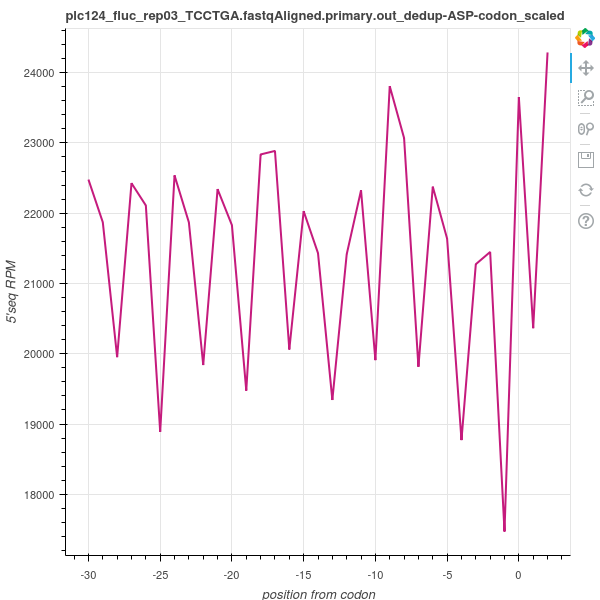 plc124_fluc_rep03_TCCTGA.fastqAligned.primary.out_dedup-ASP-codon_scaled
24000
23000
22000
21000
20000
19000
18000
5'seq RPM
-30 -25 -20 -15 -10 -5 0
position from codon